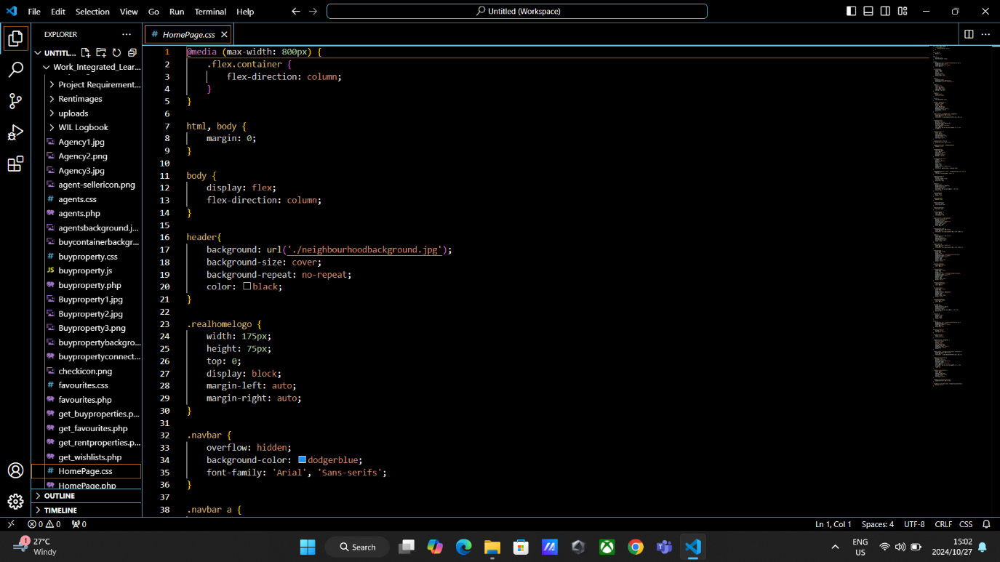 File Edit Selection View Go Run Terminal Help
Untitled (Workspace)
EXPLORER
HomePage.css
UNTITL...
Work_Integrated_Lear...
Project Requirement...
Rentimages
uploads
WIL Logbook
Agency1.jpg
Agency2.png
Agency3.jpg
agent-sellericon.png
agents.css
agents.php
agentsbackground.j...
buycontainerbackgr...
buyproperty.css
buyproperty.js
buyproperty.php
Buyproperty1.jpg
Buyproperty2.jpg
Buyproperty3.png
buypropertybackgro...
buypropertyconnect...
checkicon.png
favourites.css
favourites.php
get_buyproperties.p...
get_favourites.php
get_rentproperties.p...
get_wishlists.php
HomePage.css
HomePage.php
OUTLINE
TIMELINE
1 @media (max-width: 800px) {
2 .flex.container {
3 flex-direction: column;
4 }
5 }
6
7 html, body {
8 margin: 0;
9 }
10
11 body {
12 display: flex;
13 flex-direction: column;
14 }
15
16 header{
17 background: url('./neighbourhoodbackground.jpg');
18 background-size: cover;
19 background-repeat: no-repeat;
20 color: black;
21 }
22
23 .realhomelogo {
24 width: 175px;
25 height: 75px;
26 top: 0;
27 display: block;
28 margin-left: auto;
29 margin-right: auto;
30 }
31
32 .navbar {
33 overflow: hidden;
34 background-color: dodgerblue;
35 font-family: 'Arial', 'Sans-serifs';
36 }
37
38 .navbar a {
0 0 0
Ln 1, Col 1 Spaces: 4 UTF-8 CRLF CSS
1
27°C
Windy
Search
ENG
US
15:02
2024/10/27